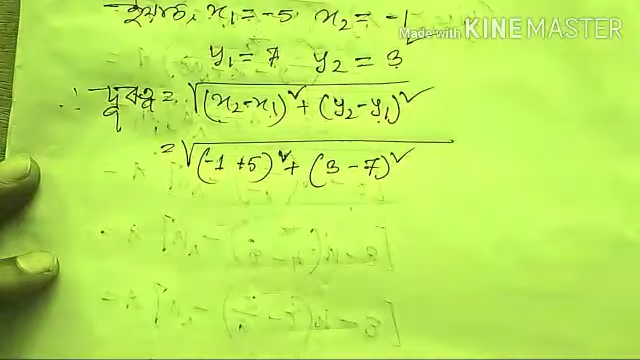 x₁ = -5 x₂ = -1
Made with KINEMASTER
y₁ = 7 y₂ = 3
∴ দূরত্ব = √(x₂-x₁)² + (y₂-y₁)²
= √(-1+5)² + (3-7)²